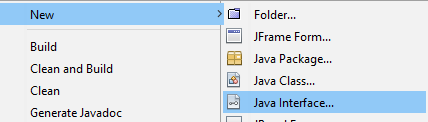 New
Build
Clean and Build
Clean
Generate Javadoc
Folder...
JFrame Form...
Java Package...
Java Class...
Java Interface...